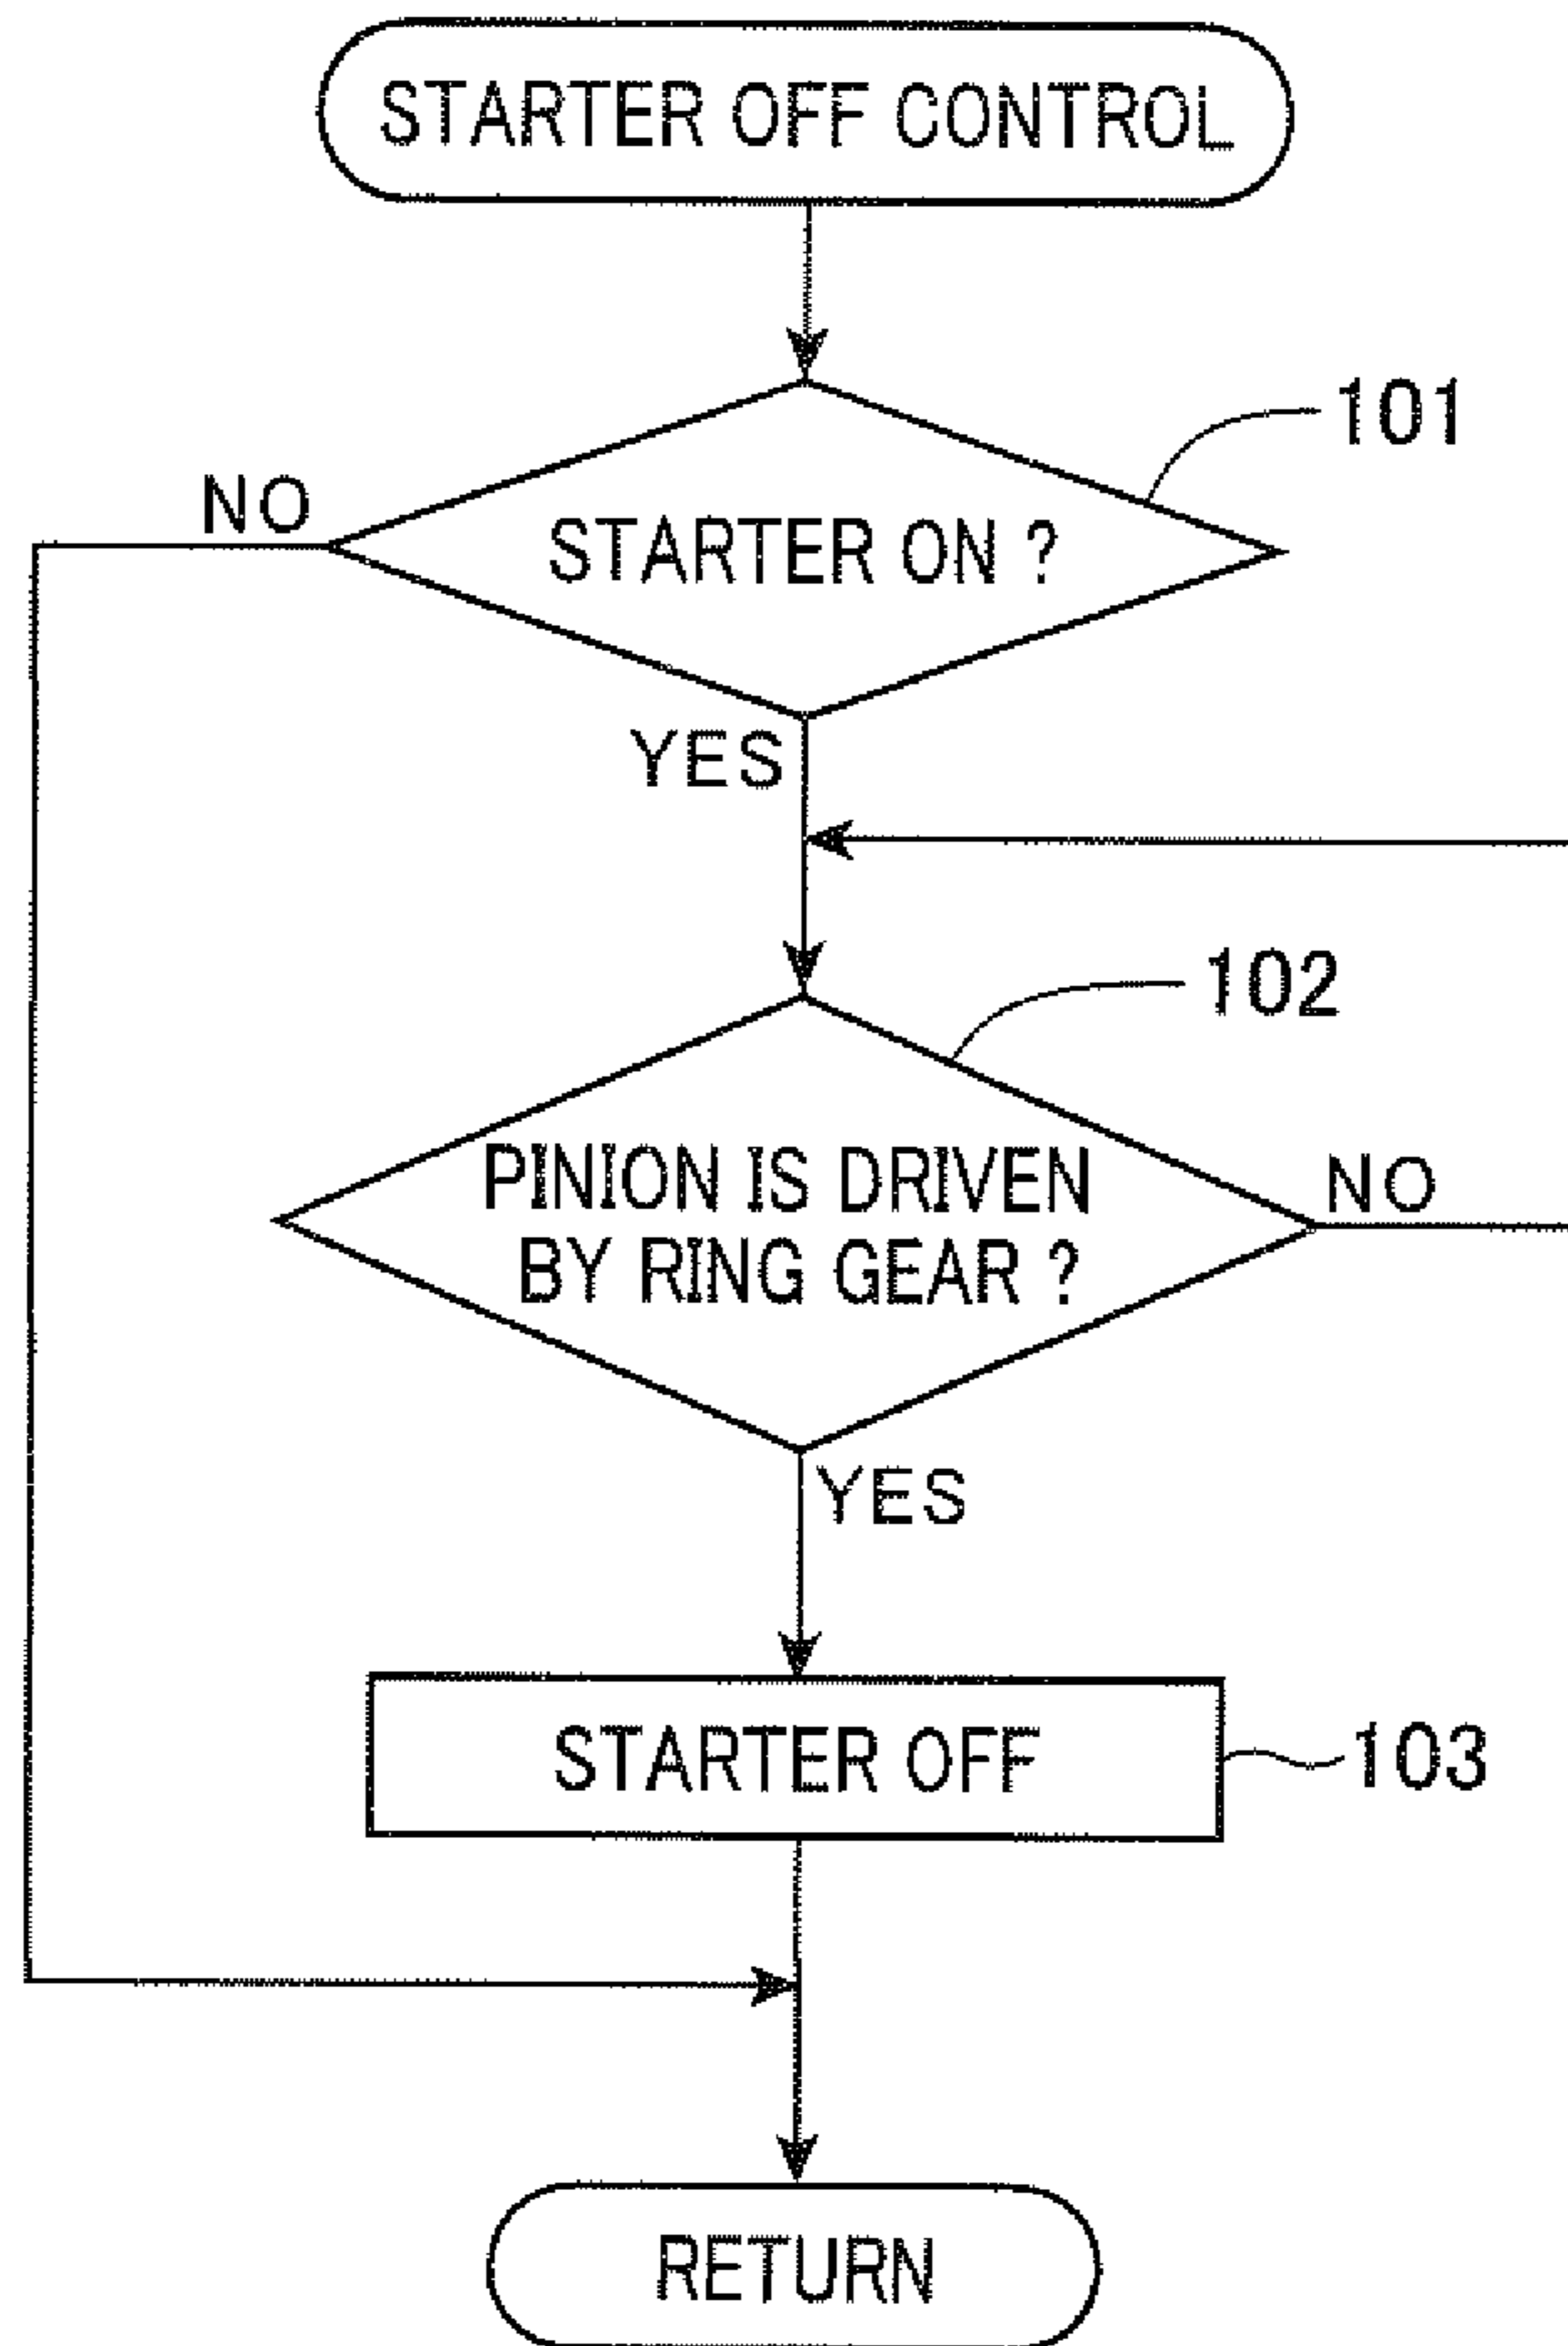 STARTER OFF CONTROL
101
NO
STARTER ON ?
YES
102
PINION IS DRIVEN
NO
BY RING GEAR ?
YES
STARTER OFF
103
RETURN